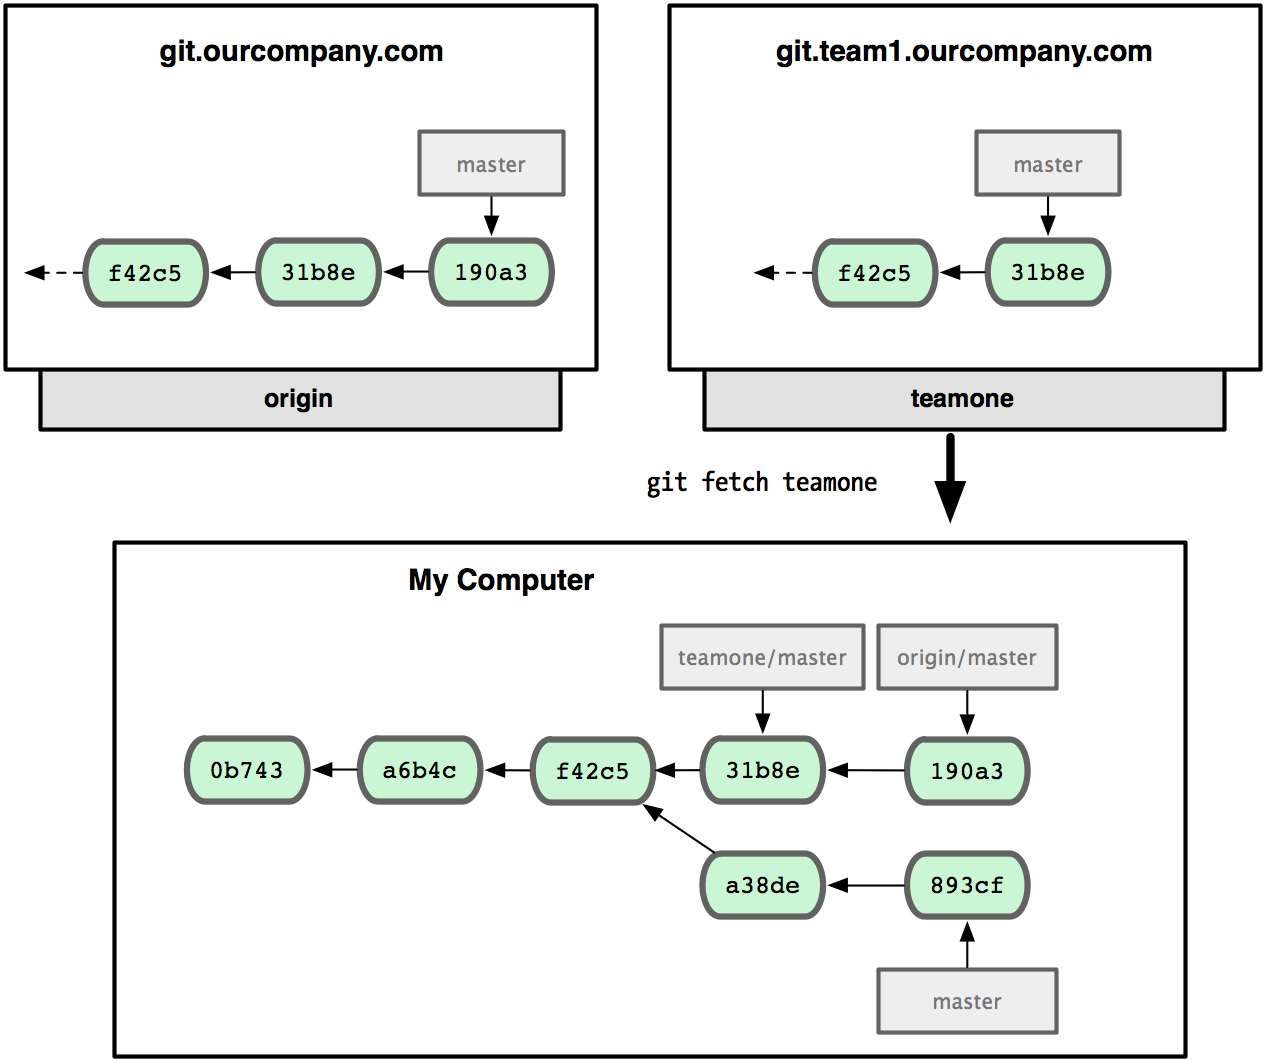 git.ourcompany.com
master
f42c5
31b8e
190a3
origin
git.team1.ourcompany.com
master
f42c5
31b8e
teamone
git fetch teamone
My Computer
teamone/master
origin/master
0b743
a6b4c
f42c5
31b8e
190a3
a38de
893cf
master